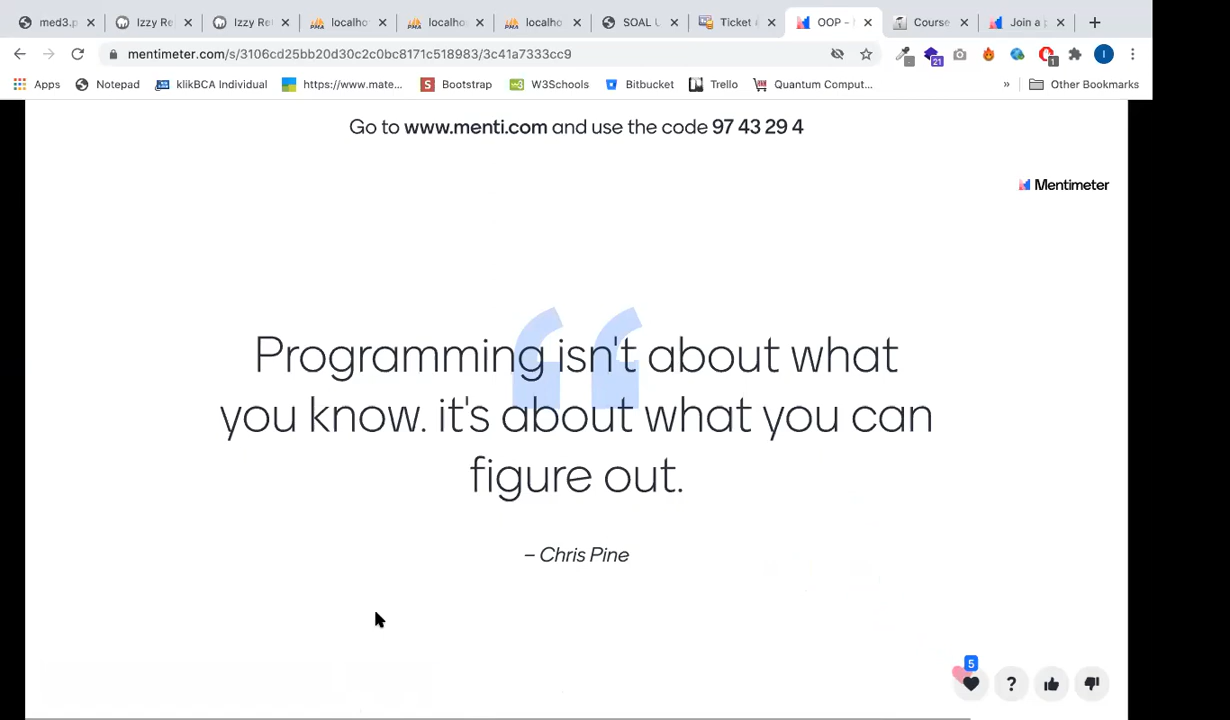 med3.p
Izzy Re
Izzy Re
localho
localho
localho
SOAL U
Ticket
OOP –
Course
Join a p
mentimeter.com/s/3106cd25bb20d30c2c0bc8171c518983/3c41a7333cc9
21
1
I
Apps
Notepad
klikBCA Individual
https://www.mate...
Bootstrap
W3Schools
Bitbucket
Trello
Quantum Comput...
»
Other Bookmarks
Go to www.menti.com and use the code 97 43 29 4
Mentimeter
Programming isn't about what
you know. it's about what you can
figure out.
– Chris Pine
5
?